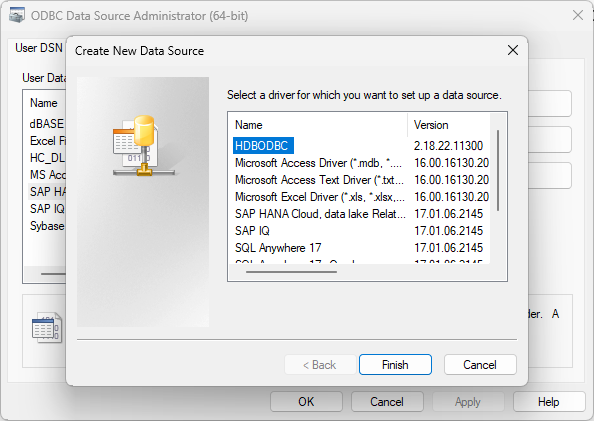 ODBC Data Source Administrator (64-bit)
User DSN
Create New Data Source
User Data
Name
dBASE
Excel Fi
HC_DL
MS Acc
SAP HA
SAP IQ
Sybase
Select a driver for which you want to set up a data source.
Name Version
HDBODBC 2.18.22.11300
Microsoft Access Driver (*.mdb, *.... 16.00.16130.20
Microsoft Access Text Driver (*.txt... 16.00.16130.20
Microsoft Excel Driver (*.xls, *.xlsx,... 16.00.16130.20
SAP HANA Cloud, data lake Relat... 17.01.06.2145
SAP IQ 17.01.06.2145
SQL Anywhere 17 17.01.06.2145
der. A
< Back Finish Cancel
OK Cancel Apply Help